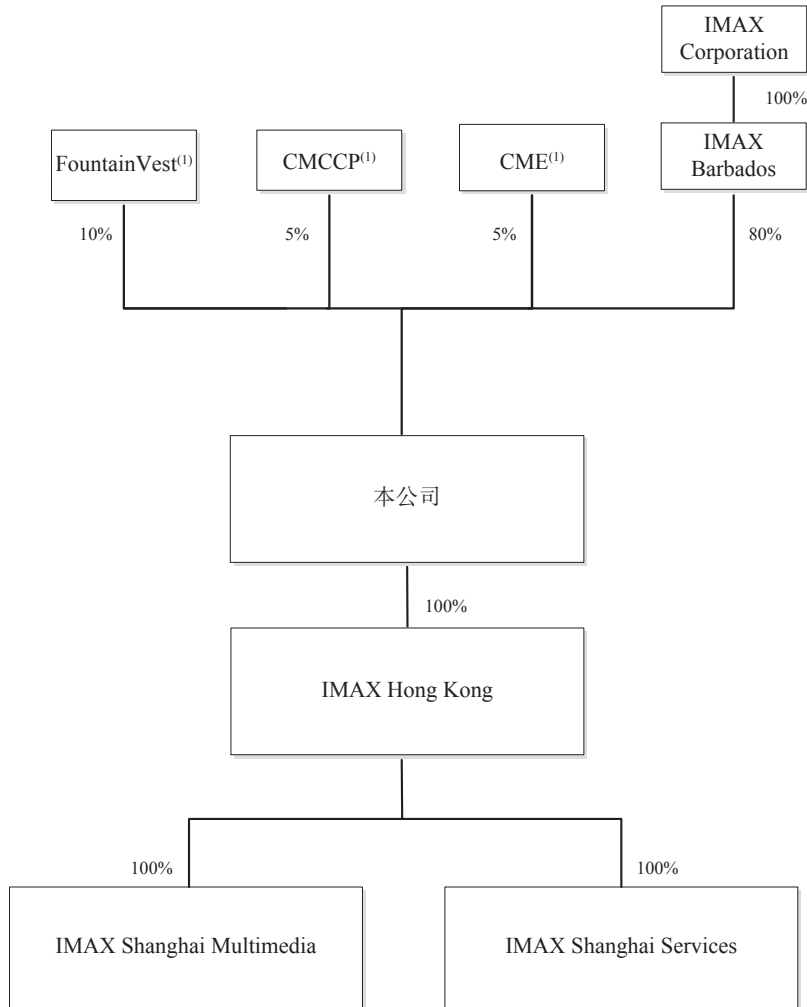 IMAX
Corporation
100%
FountainVest(1)
CMCCP(1)
CME(1)
IMAX
Barbados
10%
5%
5%
80%
本公司
100%
IMAX Hong Kong
100%
100%
IMAX Shanghai Multimedia
IMAX Shanghai Services